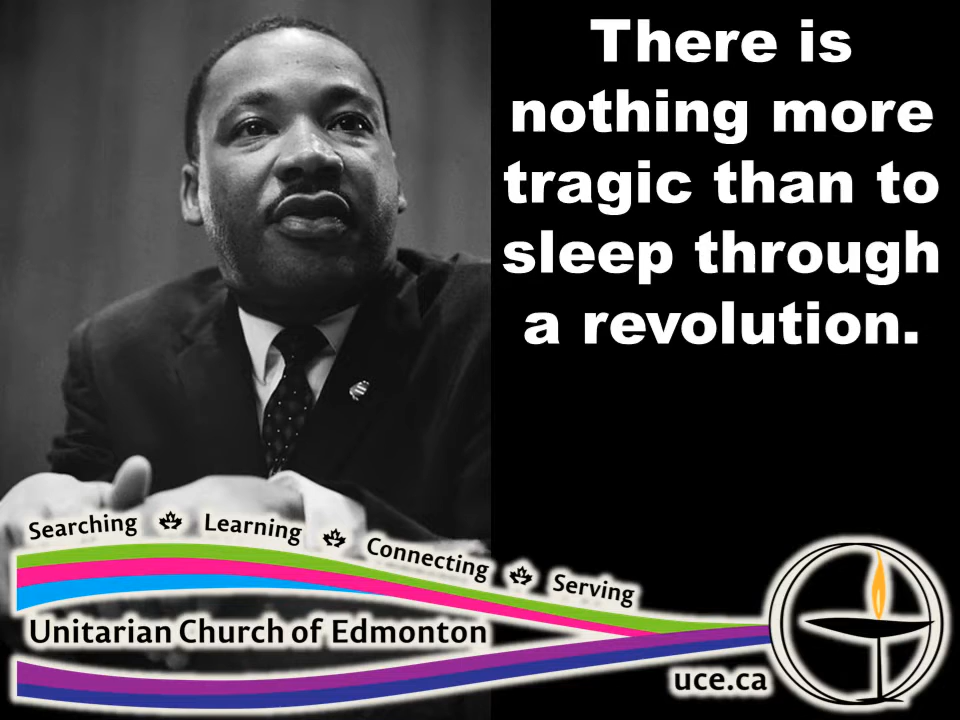 There is
nothing more
tragic than to
sleep through
a revolution.
Searching Learning Connecting Serving
Unitarian Church of Edmonton
uce.ca